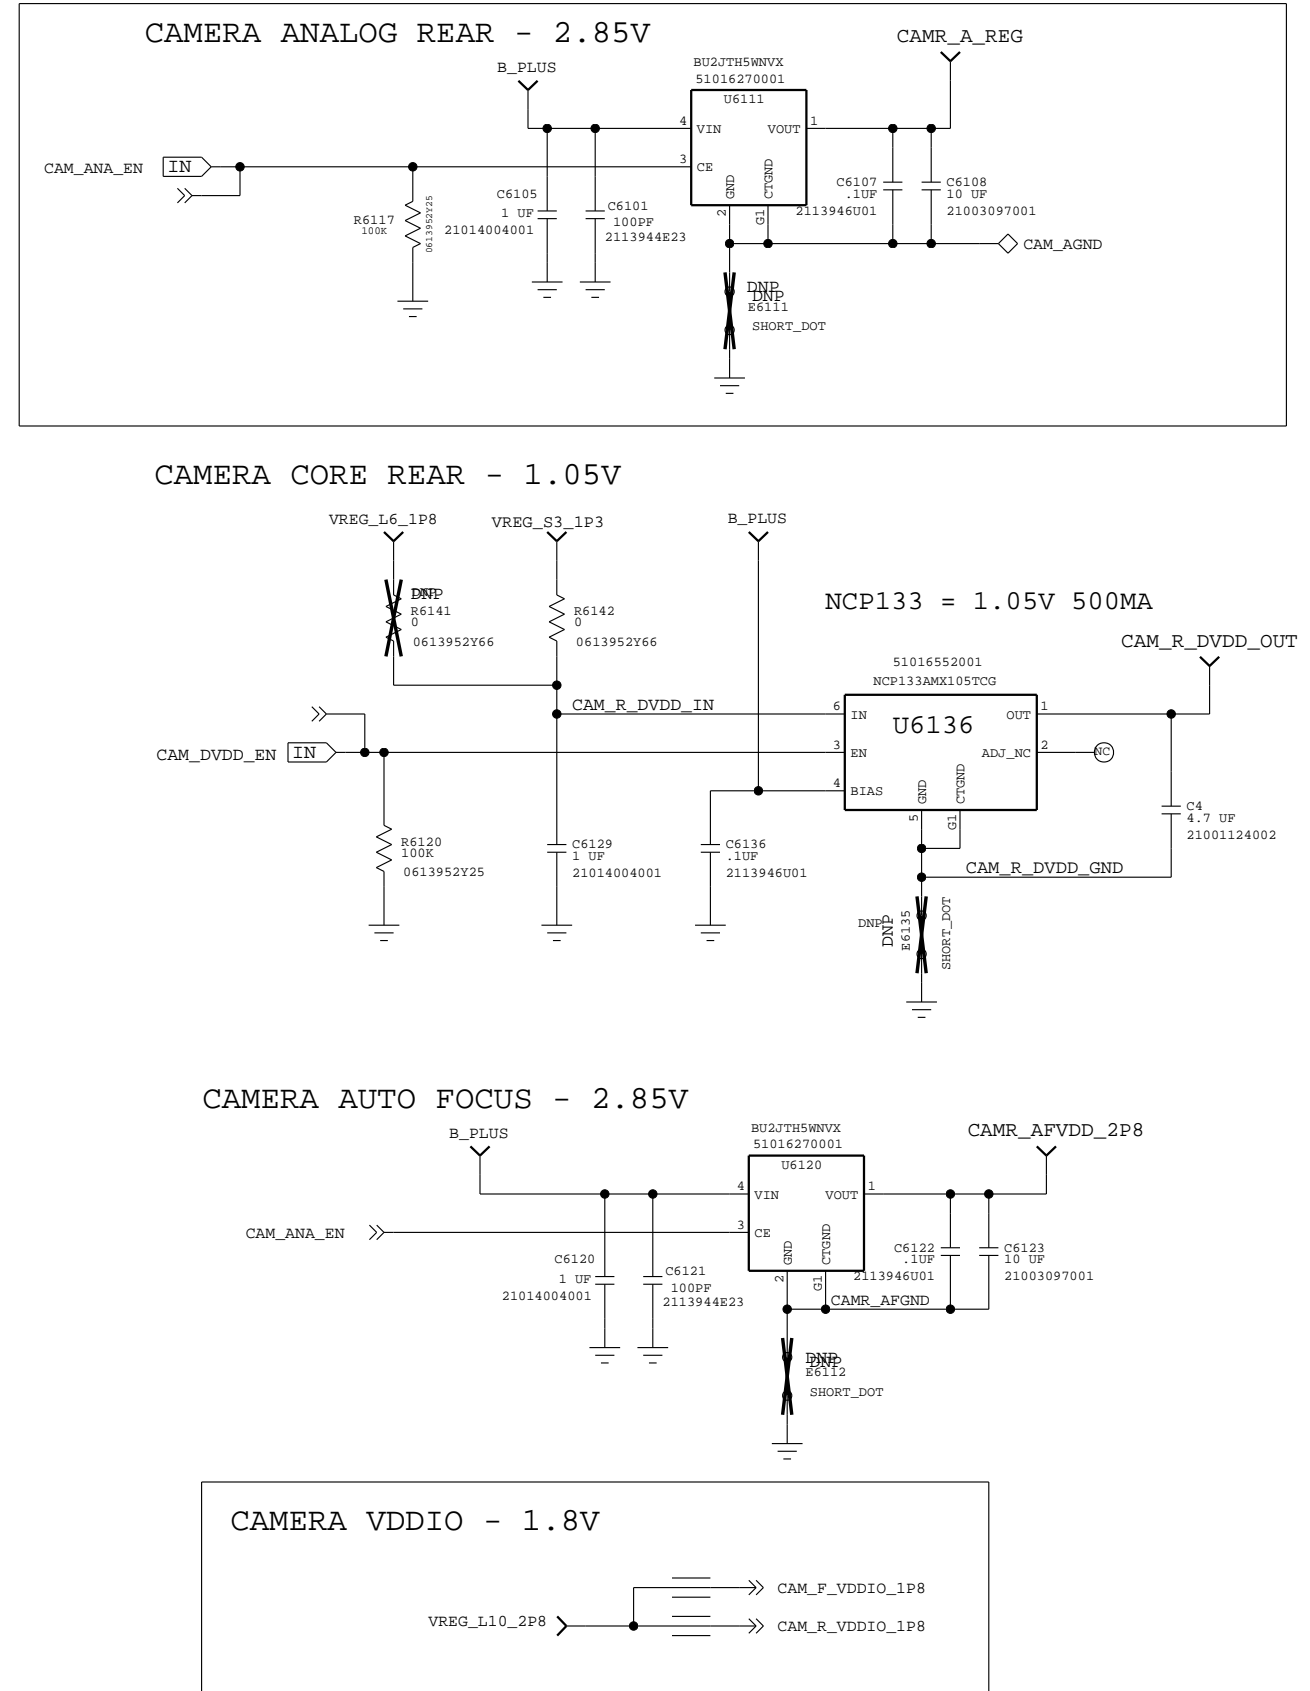 CAMERA ANALOG REAR - 2.85V
CAMR_A_REG
B_PLUS
BU2JTH5WNVX
51016270001
U6111
4
VIN
VOUT
1
CAM_ANA_EN
IN
3
CE
GND
CTGND
2
G1
R6117
100K
0613952Y25
C6105
1 UF
21014004001
C6101
100PF
2113944E23
C6107
.1UF
2113946U01
C6108
10 UF
21003097001
CAM_AGND
DNP
DNP
E6111
SHORT_DOT
CAMERA CORE REAR - 1.05V
VREG_L6_1P8
VREG_S3_1P3
B_PLUS
DNP
R6141
0
0613952Y66
R6142
0
0613952Y66
NCP133 = 1.05V 500MA
CAM_R_DVDD_OUT
51016552001
NCP133AMX105TCG
U6136
CAM_R_DVDD_IN
6
IN
OUT
1
CAM_DVDD_EN
IN
3
EN
ADJ_NC
2
NC
4
BIAS
GND
CTGND
5
G1
R6120
100K
0613952Y25
C6129
1 UF
21014004001
C6136
.1UF
2113946U01
C4
4.7 UF
21001124002
CAM_R_DVDD_GND
DNP
DNP
E6135
SHORT_DOT
CAMERA AUTO FOCUS - 2.85V
B_PLUS
BU2JTH5WNVX
51016270001
U6120
CAMR_AFVDD_2P8
4
VIN
VOUT
1
CAM_ANA_EN
3
CE
GND
CTGND
2
G1
C6120
1 UF
21014004001
C6121
100PF
2113944E23
C6122
.1UF
2113946U01
C6123
10 UF
21003097001
CAMR_AFGND
DNP
DNP
E6112
SHORT_DOT
CAMERA VDDIO - 1.8V
CAM_F_VDDIO_1P8
VREG_L10_2P8
CAM_R_VDDIO_1P8